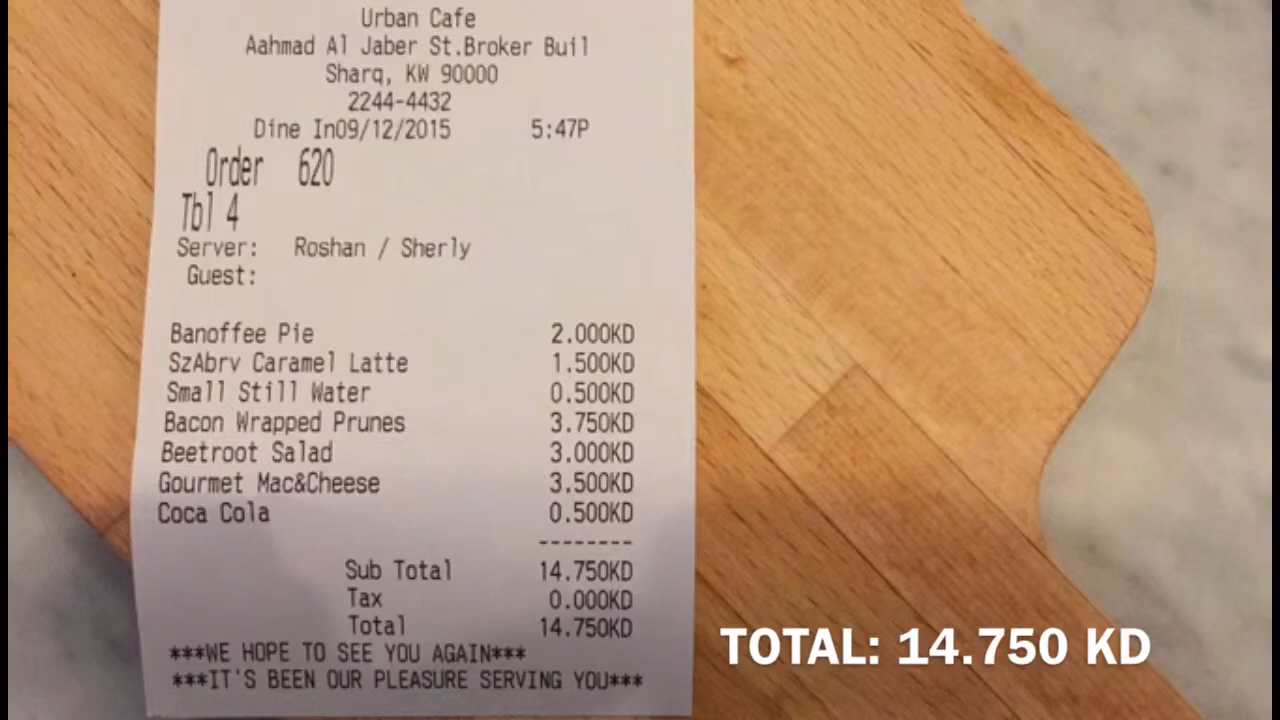 Urban Cafe
Aahmad Al Jaber St.Broker Buil
Sharq, KW 90000
2244-4432
Dine In09/12/2015 5:47P
Order 620
Tbl 4
Server: Roshan / Sherly
Guest:
Banoffee Pie 2.000KD
SzAbrv Caramel Latte 1.500KD
Small Still Water 0.500KD
Bacon Wrapped Prunes 3.750KD
Beetroot Salad 3.000KD
Gourmet Mac&Cheese 3.500KD
Coca Cola 0.500KD
--------
Sub Total 14.750KD
Tax 0.000KD
Total 14.750KD
***WE HOPE TO SEE YOU AGAIN***
***IT'S BEEN OUR PLEASURE SERVING YOU***
TOTAL: 14.750 KD